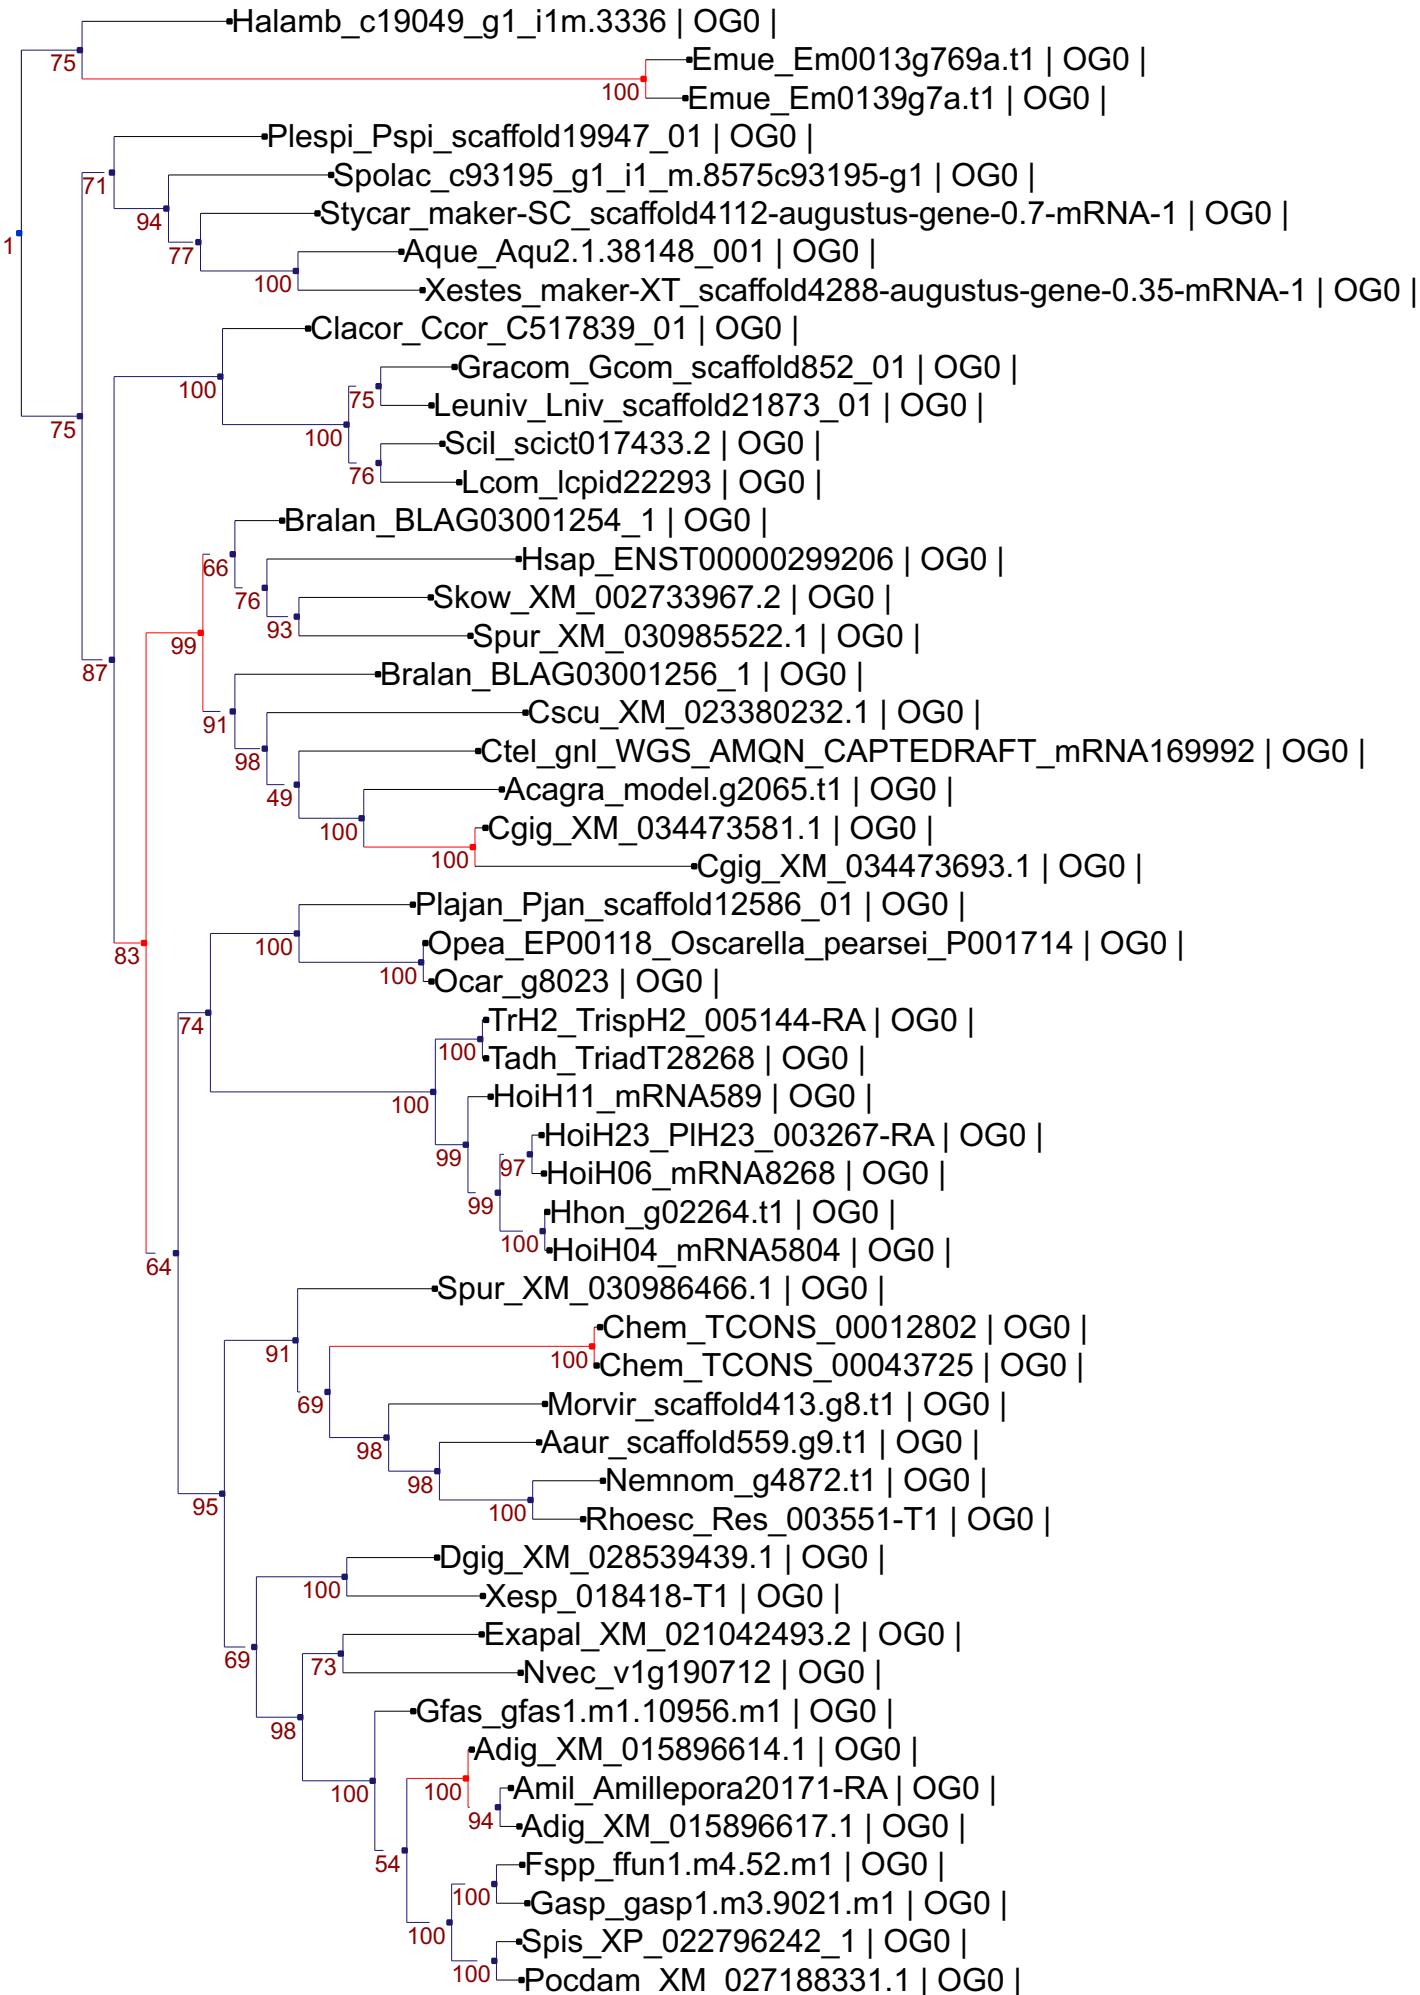 Halamb_c19049_g1_i1m.3336 | OG0 |
75
Emue_Em0013g769a.t1 | OG0 |
100
Emue_Em0139g7a.t1 | OG0 |
Plespi_Pspi_scaffold19947_01 | OG0 |
71
Spolac_c93195_g1_i1_m.8575c93195-g1 | OG0 |
94
Stycar_maker-SC_scaffold4112-augustus-gene-0.7-mRNA-1 | OG0 |
1
77
Aque_Aqu2.1.38148_001 | OG0 |
100
Xestes_maker-XT_scaffold4288-augustus-gene-0.35-mRNA-1 | OG0 |
Clacor_Ccor_C517839_01 | OG0 |
Gracom_Gcom_scaffold852_01 | OG0 |
100
75
Leuniv_Lniv_scaffold21873_01 | OG0 |
75
100
Scil_scict017433.2 | OG0 |
76
Lcom_lcpid22293 | OG0 |
Bralan_BLAG03001254_1 | OG0 |
66
Hsap_ENST00000299206 | OG0 |
76
Skow_XM_002733967.2 | OG0 |
93
Spur_XM_030985522.1 | OG0 |
99
87
Bralan_BLAG03001256_1 | OG0 |
91
Cscu_XM_023380232.1 | OG0 |
98
Ctel_gnl_WGS_AMQN_CAPTEDRAFT_mRNA169992 | OG0 |
49
Acagra_model.g2065.t1 | OG0 |
100
Cgig_XM_034473581.1 | OG0 |
100
Cgig_XM_034473693.1 | OG0 |
Plajan_Pjan_scaffold12586_01 | OG0 |
83
100
Opea_EP00118_Oscarella_pearsei_P001714 | OG0 |
100
Ocar_g8023 | OG0 |
74
TrH2_TrispH2_005144-RA | OG0 |
100
Tadh_TriadT28268 | OG0 |
100
HoiH11_mRNA589 | OG0 |
HoiH23_PlH23_003267-RA | OG0 |
99
97
HoiH06_mRNA8268 | OG0 |
99
Hhon_g02264.t1 | OG0 |
100
HoiH04_mRNA5804 | OG0 |
64
Spur_XM_030986466.1 | OG0 |
Chem_TCONS_00012802 | OG0 |
91
100
Chem_TCONS_00043725 | OG0 |
69
Morvir_scaffold413.g8.t1 | OG0 |
98
Aaur_scaffold559.g9.t1 | OG0 |
98
Nemnom_g4872.t1 | OG0 |
95
100
Rhoesc_Res_003551-T1 | OG0 |
Dgig_XM_028539439.1 | OG0 |
100
Xesp_018418-T1 | OG0 |
Exapal_XM_021042493.2 | OG0 |
69
73
Nvec_v1g190712 | OG0 |
Gfas_gfas1.m1.10956.m1 | OG0 |
98
Adig_XM_015896614.1 | OG0 |
100
100
Amil_Amillepora20171-RA | OG0 |
94
Adig_XM_015896617.1 | OG0 |
54
Fspp_ffun1.m4.52.m1 | OG0 |
100
Gasp_gasp1.m3.9021.m1 | OG0 |
100
Spis_XP_022796242_1 | OG0 |
100
Pocdam_XM_027188331.1 | OG0 |